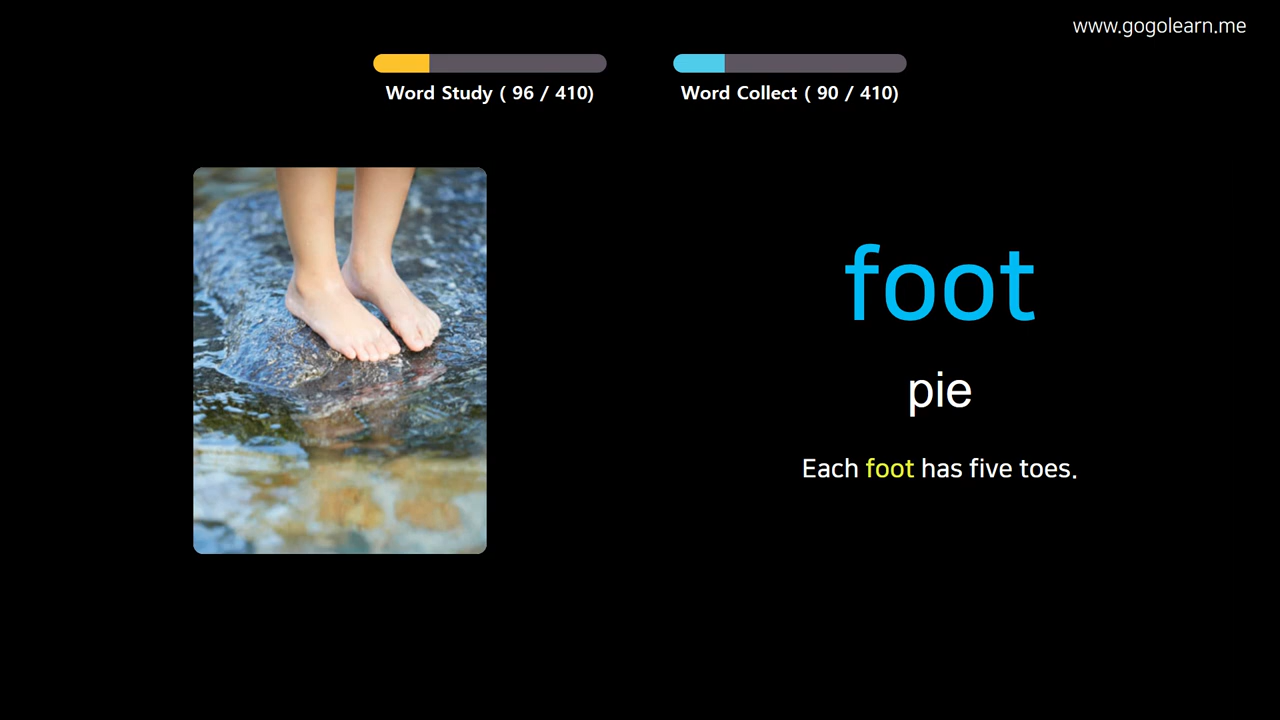 www.gogolearn.me
Word Study ( 96 / 410)
Word Collect ( 90 / 410)
foot
pie
Each foot has five toes.